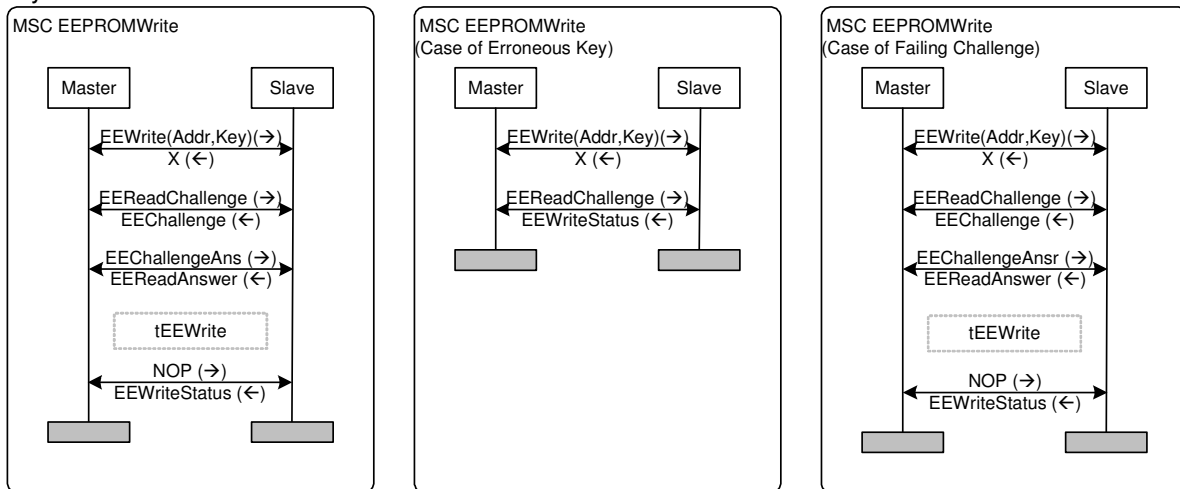 MSC EEPROMWrite
Master
Slave
EEWrite(Addr,Key)(→)
X (←)
EEReadChallenge (→)
EEChallenge (←)
EEChallengeAns (→)
EEReadAnswer (←)
tEEWrite
NOP (→)
EEWriteStatus (←)
MSC EEPROMWrite
(Case of Erroneous Key)
Master
Slave
EEWrite(Addr,Key)(→)
X (←)
EEReadChallenge (→)
EEWriteStatus (←)
MSC EEPROMWrite
(Case of Failing Challenge)
Master
Slave
EEWrite(Addr,Key)(→)
X (←)
EEReadChallenge (→)
EEChallenge (←)
EEChallengeAnsr (→)
EEReadAnswer (←)
tEEWrite
NOP (→)
EEWriteStatus (←)